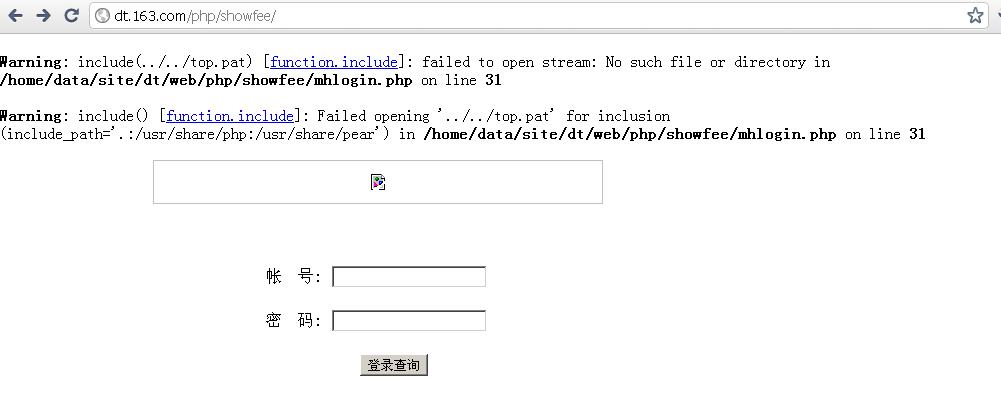 dt.163.com/php/showfee/
Warning: include(../../top.pat) [function.include]: failed to open stream: No such file or directory in
/home/data/site/dt/web/php/showfee/mhlogin.php on line 31
Warning: include() [function.include]: Failed opening '../../top.pat' for inclusion
(include_path='.:/usr/share/php:/usr/share/pear') in /home/data/site/dt/web/php/showfee/mhlogin.php on line 31
帐 号:
密 码:
登录查询